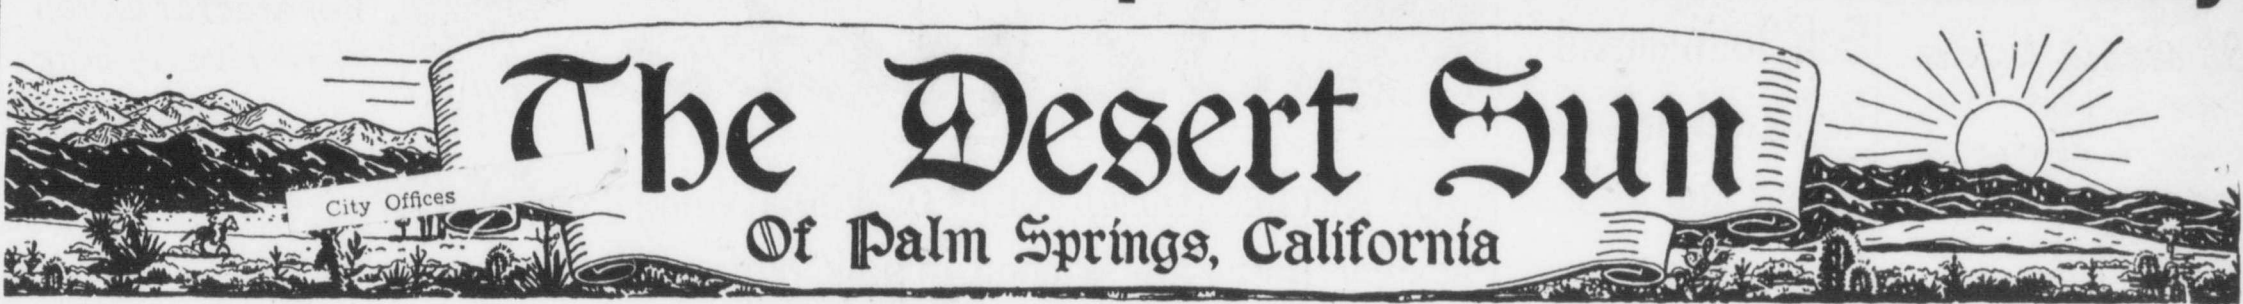 The Desert Sun
City Offices
Of Palm Springs, California